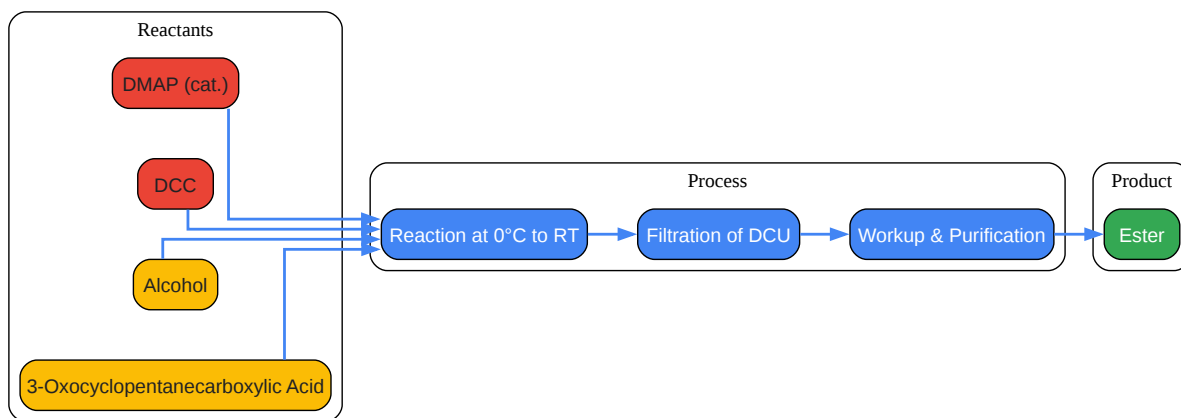 Reactants
DMAP (cat.)
DCC
Alcohol
3-Oxocyclopentanecarboxylic Acid
Process
Reaction at 0°C to RT
Filtration of DCU
Workup & Purification
Product
Ester